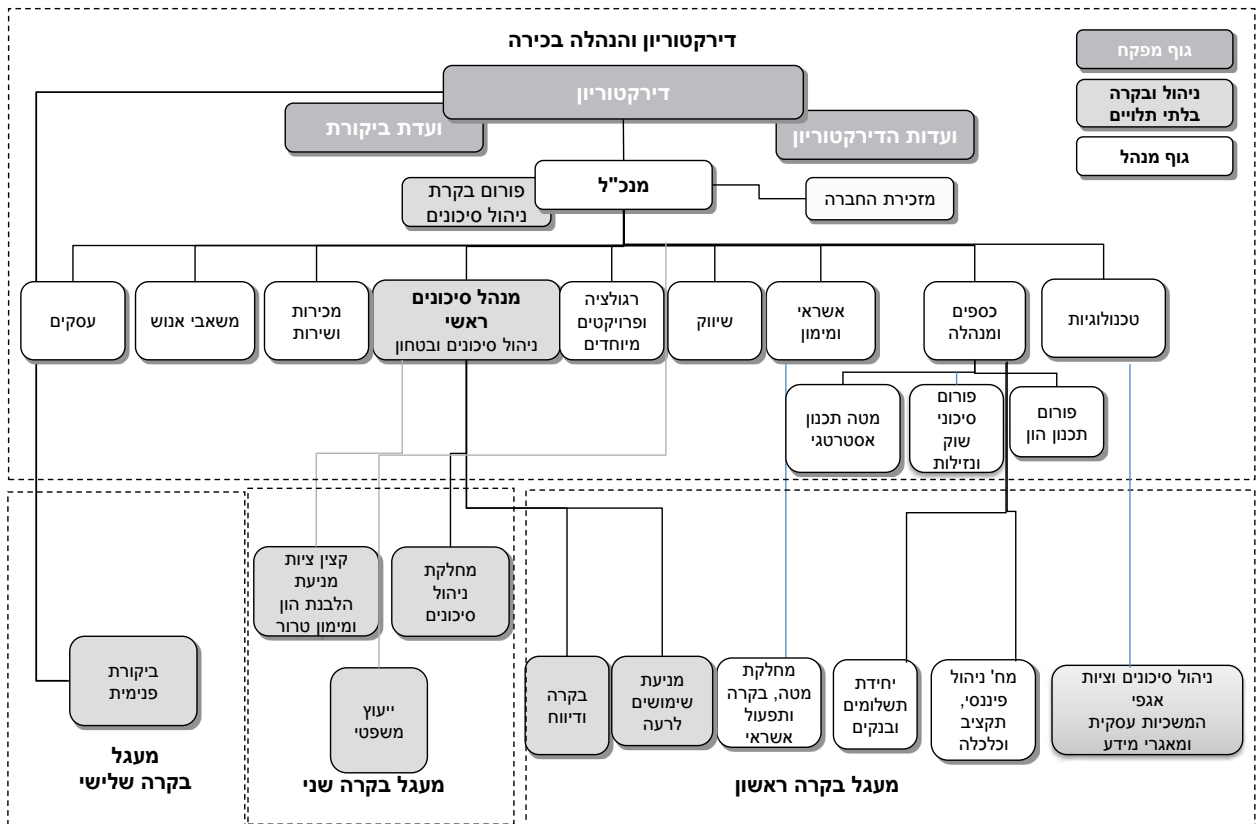 דירקטוריון והנהלה בכירה
גוף מפקח
ניהול ובקרה
בלתי תלויים
גוף מנהל
דירקטוריון
ועדות הדירקטוריון
ועדת ביקורת
מנכ"ל
מזכירת החברה
פורום בקרת
ניהול סיכונים
טכנולוגיות
כספים
ומנהלה
אשראי
ומימון
שיווק
רגולציה
ופרויקטים
מיוחדים
מנהל סיכונים
ראשי
ניהול סיכונים ובטחון
מכירות
ושירות
משאבי אנוש
עסקים
פורום
תכנון הון
פורום
סיכוני
שוק
ונזילות
מטה תכנון
אסטרטגי
ניהול סיכונים וציות
אגפי
המשכיות עסקית
ומאגרי מידע
מח' ניהול
פיננסי,
תקציב
וכלכלה
יחידת
תשלומים
ובנקים
מחלקת
מטה, בקרה
ותפעול
אשראי
מניעת
שימושים
לרעה
בקרה
ודיווח
מעגל בקרה ראשון
מחלקת
ניהול
סיכונים
קצין ציות
מניעת
הלבנת הון
ומימון טרור
ייעוץ
משפטי
מעגל בקרה שני
ביקורת
פנימית
מעגל
בקרה שלישי